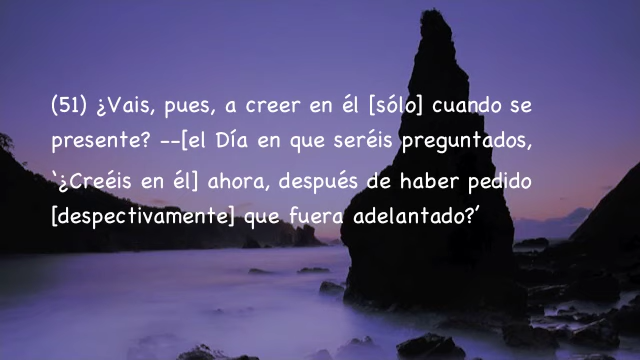 (51) ¿Vais, pues, a creer en él [sólo] cuando se
presente? --[el Día en que seréis preguntados,
‘¿Creéis en él] ahora, después de haber pedido
[despectivamente] que fuera adelantado?’